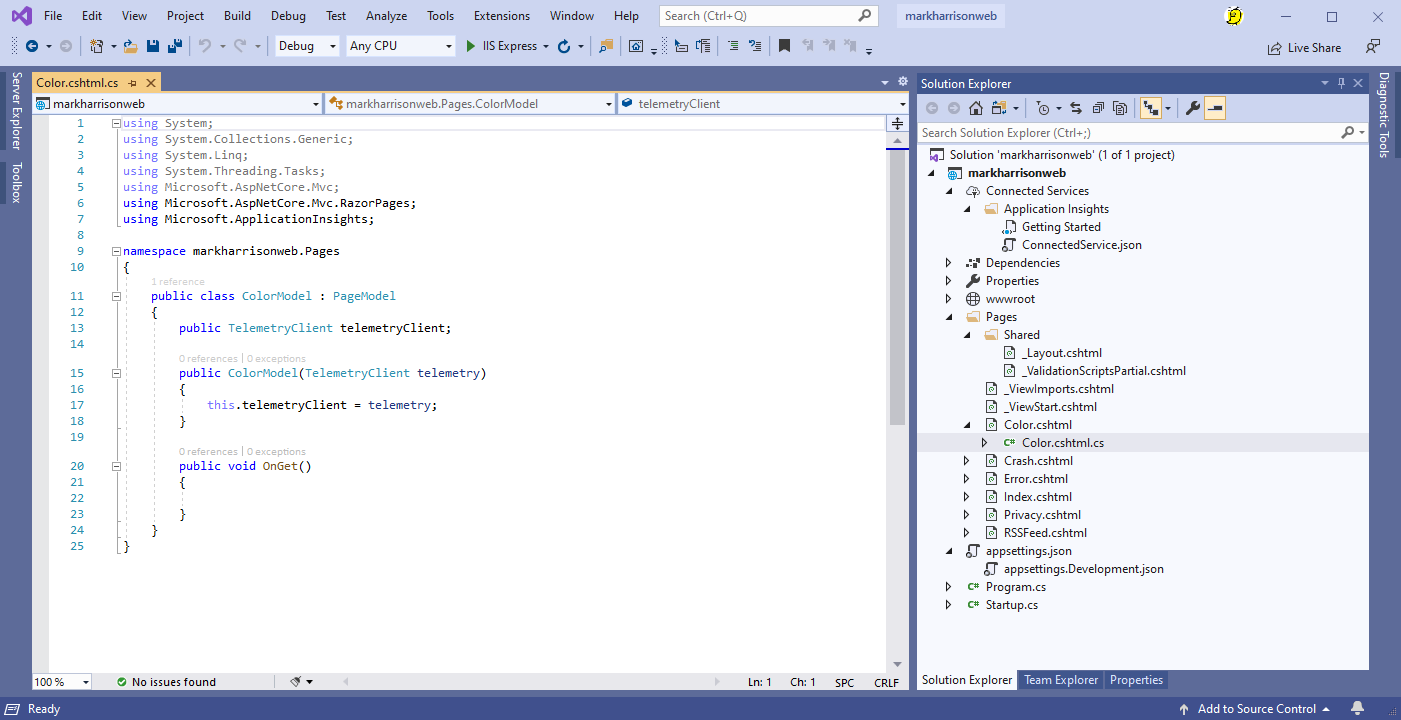 File Edit View Project Build Debug Test Analyze Tools Extensions Window Help Search (Ctrl+Q) markharrisonweb
Debug Any CPU IIS Express Live Share
Server Explorer
Toolbox
Color.cshtml.cs
markharrisonweb markharrisonweb.Pages.ColorModel telemetryClient
1 using System;
2 using System.Collections.Generic;
3 using System.Linq;
4 using System.Threading.Tasks;
5 using Microsoft.AspNetCore.Mvc;
6 using Microsoft.AspNetCore.Mvc.RazorPages;
7 using Microsoft.ApplicationInsights;
8
9 namespace markharrisonweb.Pages
10 {
1 reference
11 public class ColorModel : PageModel
12 {
13 public TelemetryClient telemetryClient;
14
0 references | 0 exceptions
15 public ColorModel(TelemetryClient telemetry)
16 {
17 this.telemetryClient = telemetry;
18 }
19
0 references | 0 exceptions
20 public void OnGet()
21 {
22
23 }
24 }
25 }
100 % No issues found Ln: 1 Ch: 1 SPC CRLF
Solution Explorer
Search Solution Explorer (Ctrl+;)
Solution 'markharrisonweb' (1 of 1 project)
markharrisonweb
Connected Services
Application Insights
Getting Started
ConnectedService.json
Dependencies
Properties
wwwroot
Pages
Shared
_Layout.cshtml
_ValidationScriptsPartial.cshtml
_ViewImports.cshtml
_ViewStart.cshtml
Color.cshtml
C# Color.cshtml.cs
Crash.cshtml
Error.cshtml
Index.cshtml
Privacy.cshtml
RSSFeed.cshtml
appsettings.json
appsettings.Development.json
C# Program.cs
C# Startup.cs
Solution Explorer Team Explorer Properties
Diagnostic Tools
Ready Add to Source Control